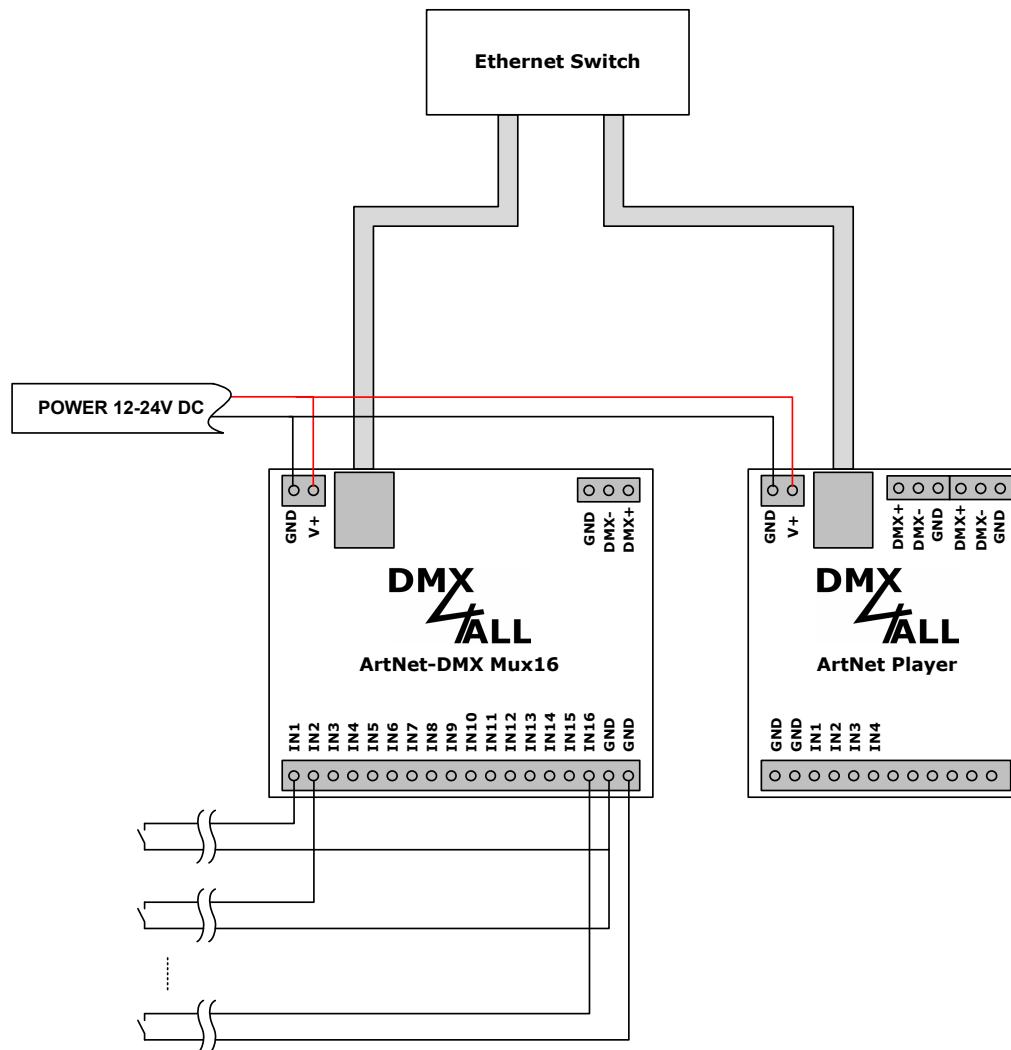 Ethernet Switch
POWER 12-24V DC
GND
V+
GND
DMX-
DMX+
GND
V+
DMX+
DMX-
GND
DMX+
DMX-
GND
DMX
4ALL
ArtNet-DMX Mux16
DMX
4ALL
ArtNet Player
IN1
IN2
IN3
IN4
IN5
IN6
IN7
IN8
IN9
IN10
IN11
IN12
IN13
IN14
IN15
IN16
GND
GND
GND
GND
IN1
IN2
IN3
IN4